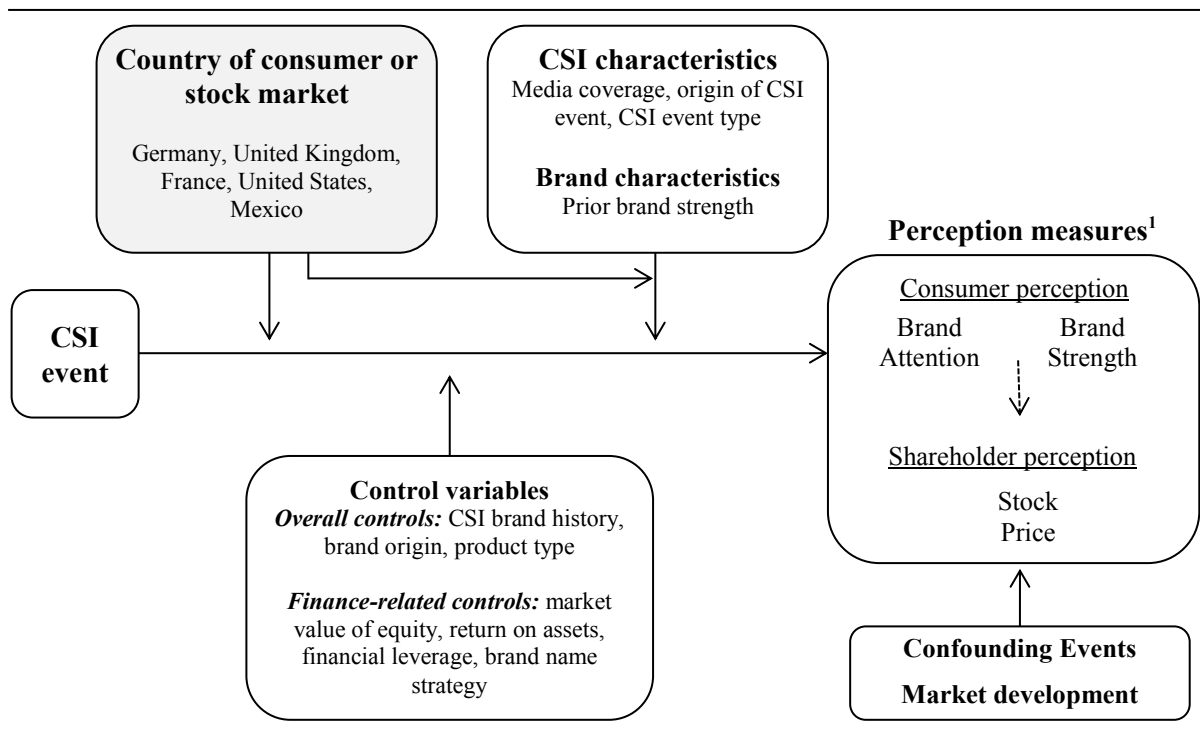 Country of consumer or
stock market
Germany, United Kingdom,
France, United States,
Mexico
CSI characteristics
Media coverage, origin of CSI
event, CSI event type
Brand characteristics
Prior brand strength
Perception measures¹
Consumer perception
Brand
Attention
Brand
Strength
Shareholder perception
Stock
Price
CSI
event
Control variables
Overall controls: CSI brand history,
brand origin, product type
Finance-related controls: market
value of equity, return on assets,
financial leverage, brand name
strategy
Confounding Events
Market development